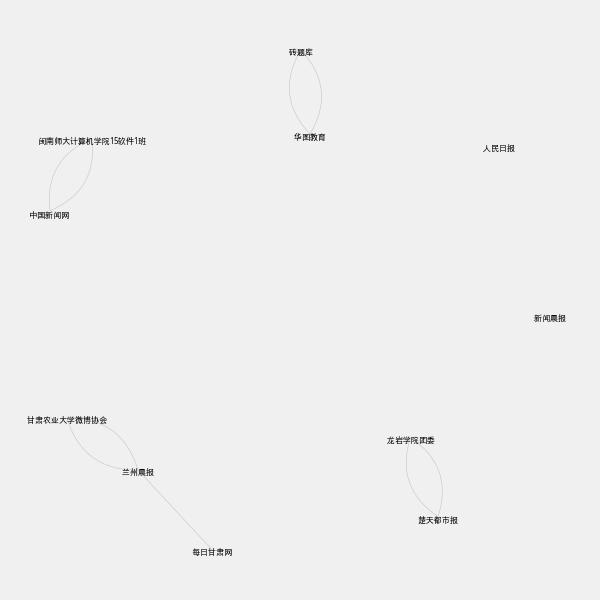 砖题库
华图教育
闽南师大计算机学院15软件1班
人民日报
中国新闻网
新闻晨报
甘肃农业大学微博协会
龙岩学院团委
兰州晨报
楚天都市报
每日甘肃网